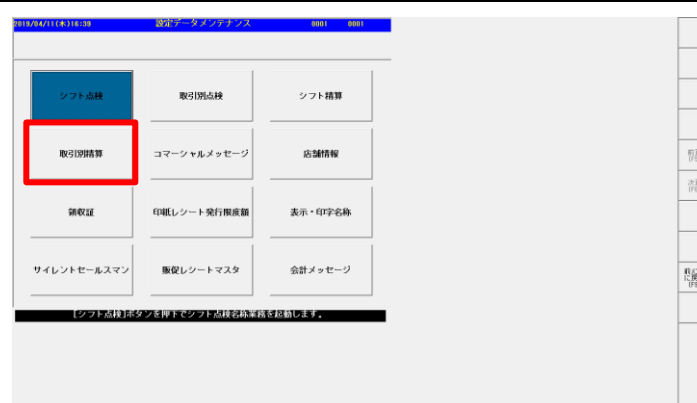 2019/04/11(木)16:39 設定データメンテナンス 0001 0001
シフト点検 取引別点検 シフト精算
取引別精算 コマーシャルメッセージ 店舗情報
領収証 印紙レシート発行限度額 表示・印字名称
サイレントセールスマン 販促レシートマスタ 会計メッセージ
[シフト点検]ボタンを押下でシフト点検名称業務を起動します。